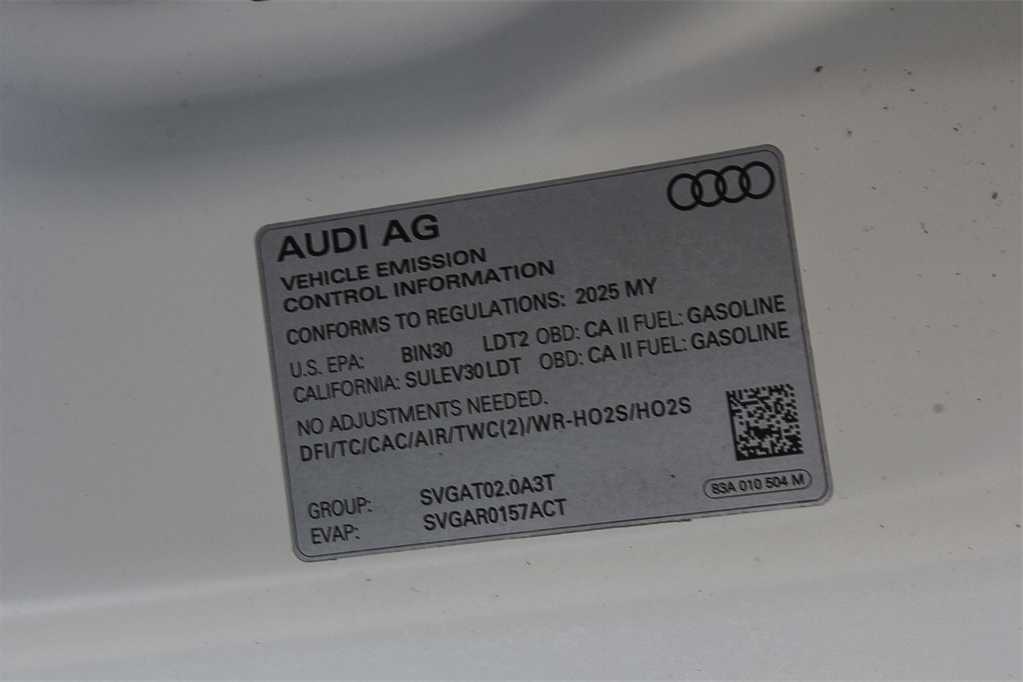 AUDI AG
VEHICLE EMISSION
CONTROL INFORMATION
CONFORMS TO REGULATIONS: 2025 MY
U.S. EPA: BIN30 LDT2 OBD: CA II FUEL: GASOLINE
CALIFORNIA: SULEV30 LDT OBD: CA II FUEL: GASOLINE
NO ADJUSTMENTS NEEDED.
DFI/TC/CAC/AIR/TWC(2)/WR-HO2S/HO2S
GROUP: SVGAT02.0A3T
EVAP: SVGAR0157ACT
83A 010 504 M